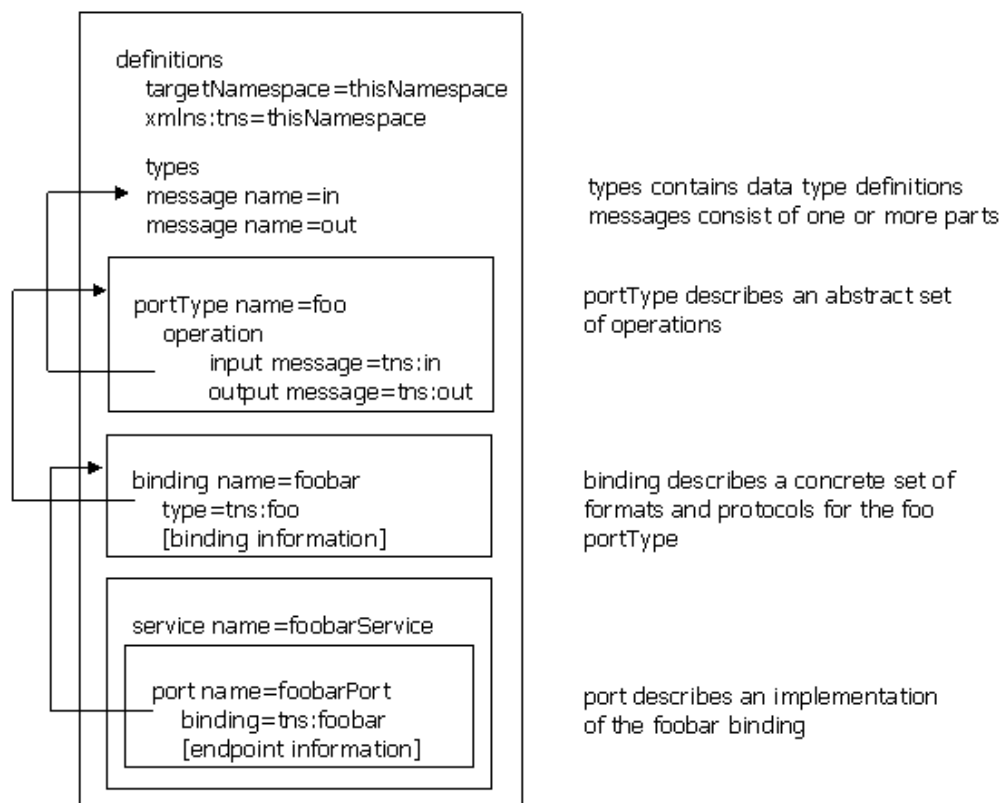 definitions
targetNamespace=thisNamespace
xmlns:tns=thisNamespace
types
message name=in
message name=out
types contains data type definitions
messages consist of one or more parts
portType name=foo
operation
input message=tns:in
output message=tns:out
portType describes an abstract set
of operations
binding name=foobar
type=tns:foo
[binding information]
binding describes a concrete set of
formats and protocols for the foo
portType
service name=foobarService
port name=foobarPort
binding=tns:foobar
[endpoint information]
port describes an implementation
of the foobar binding